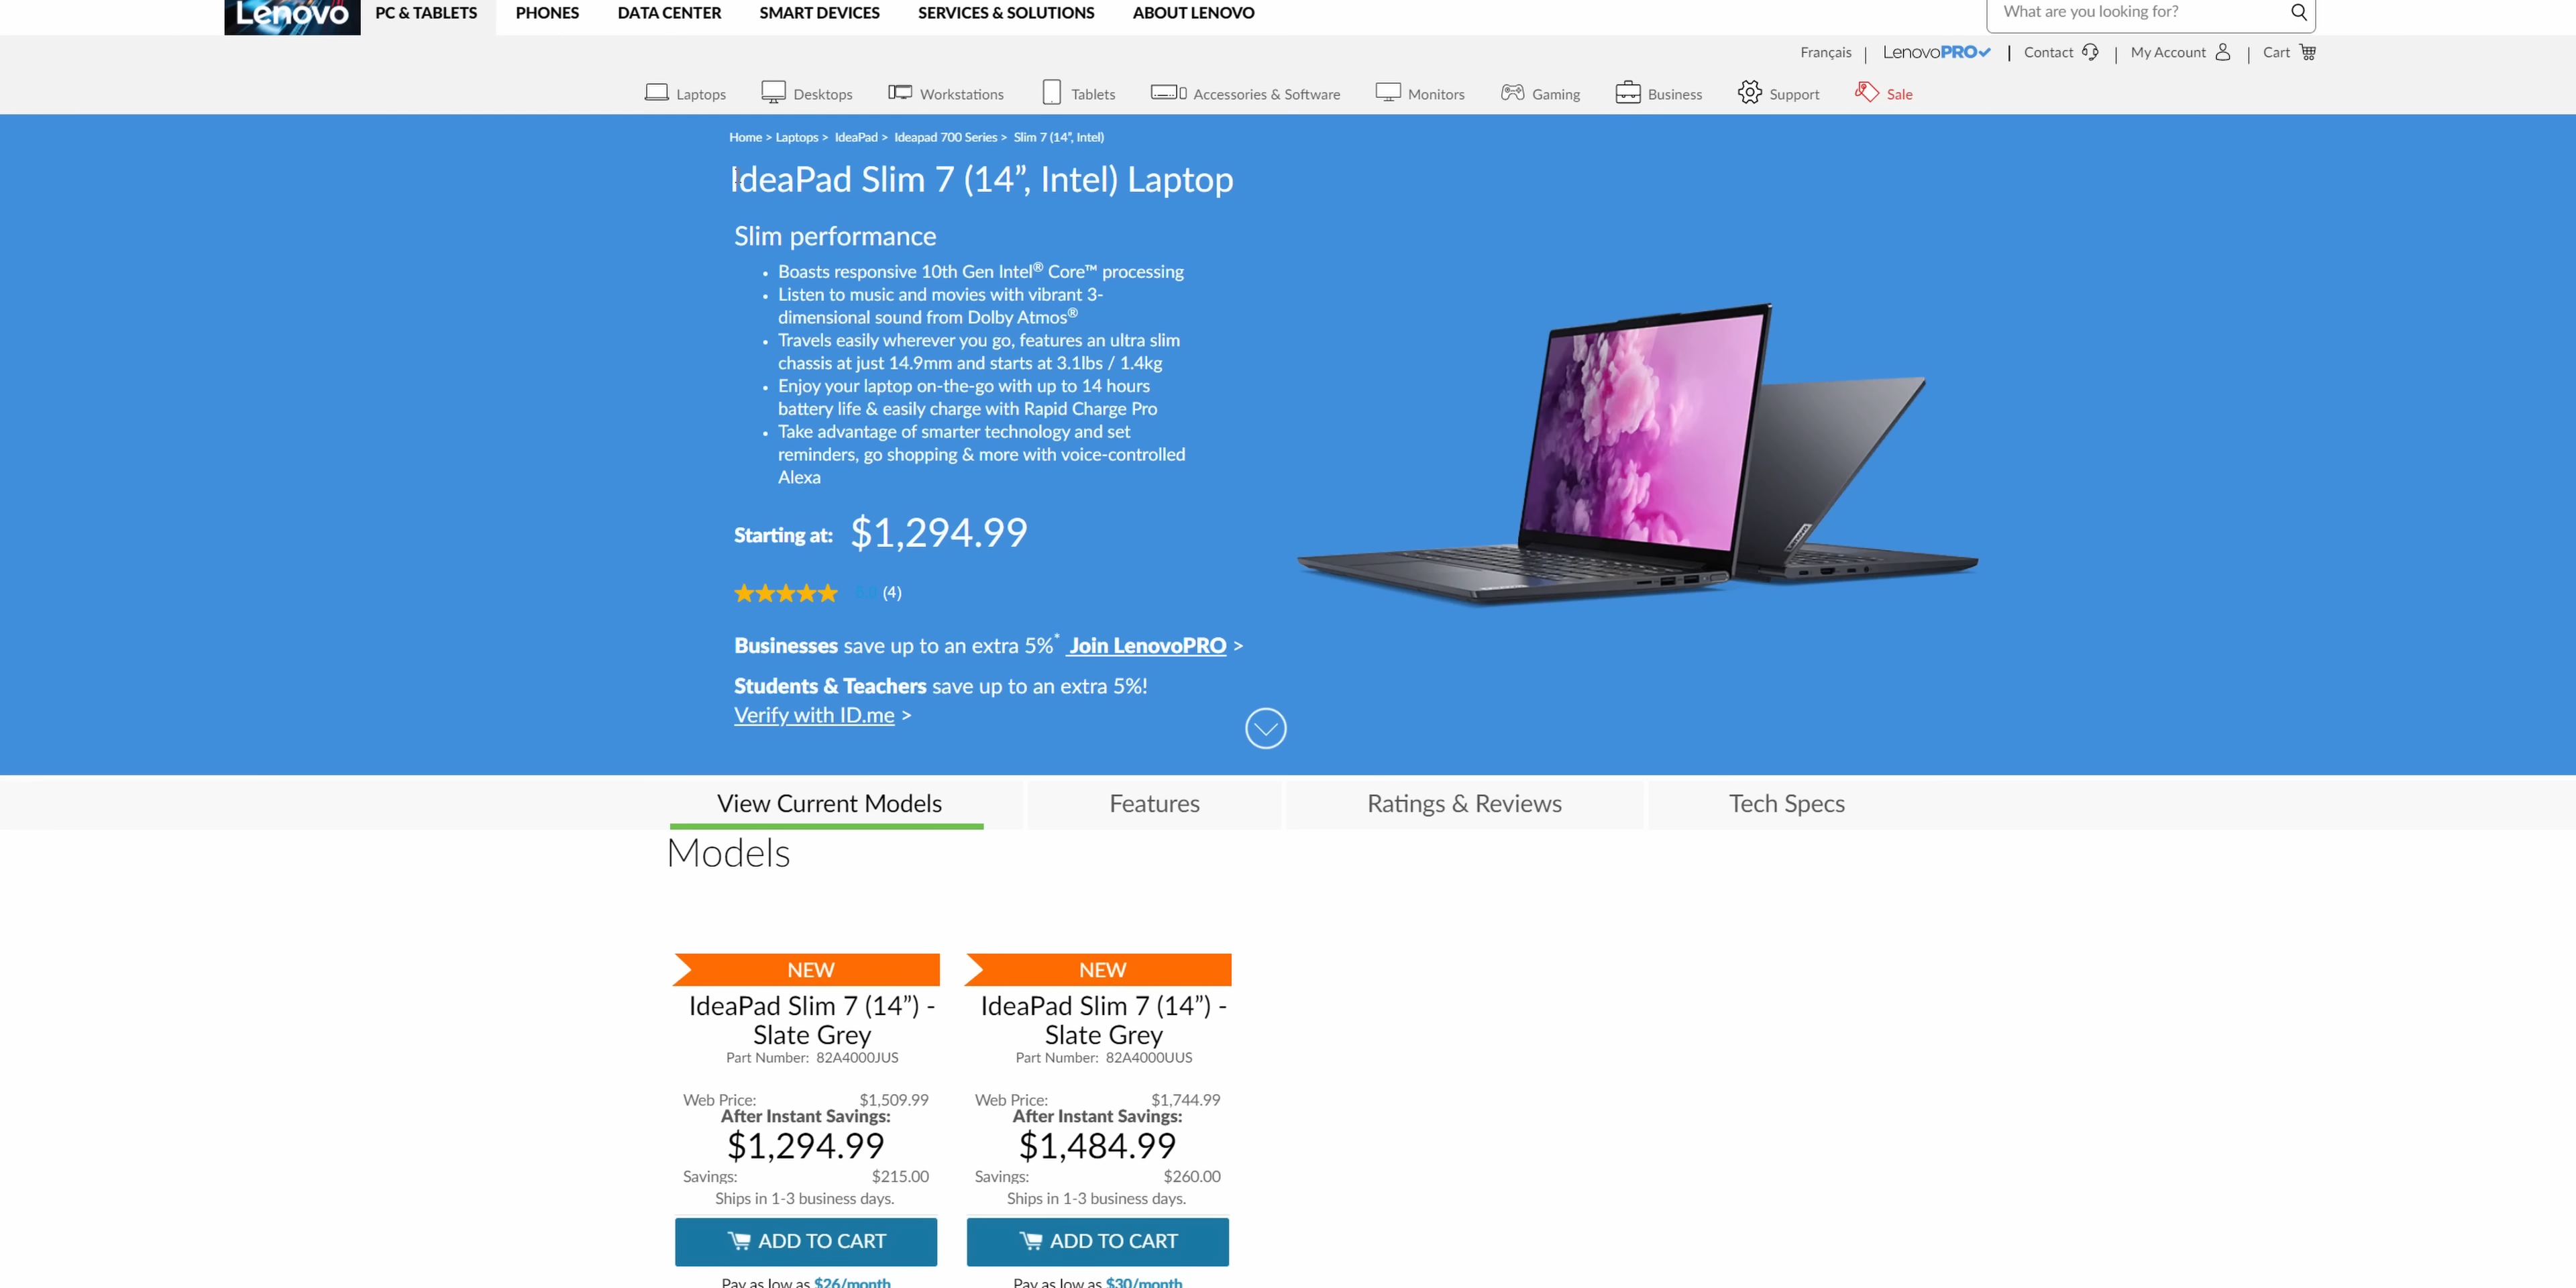 Lenovo
PC & TABLETS PHONES DATA CENTER SMART DEVICES SERVICES & SOLUTIONS ABOUT LENOVO
What are you looking for?
Français | LenovoPRO | Contact | My Account | Cart
Laptops Desktops Workstations Tablets Accessories & Software Monitors Gaming Business Support Sale
Home > Laptops > IdeaPad > Ideapad 700 Series > Slim 7 (14”, Intel)
IdeaPad Slim 7 (14”, Intel) Laptop
Slim performance
• Boasts responsive 10th Gen Intel® Core™ processing
• Listen to music and movies with vibrant 3-
dimensional sound from Dolby Atmos®
• Travels easily wherever you go, features an ultra slim
chassis at just 14.9mm and starts at 3.1lbs / 1.4kg
• Enjoy your laptop on-the-go with up to 14 hours
battery life & easily charge with Rapid Charge Pro
• Take advantage of smarter technology and set
reminders, go shopping & more with voice-controlled
Alexa
Starting at: $1,294.99
5.0 (4)
Businesses save up to an extra 5%* Join LenovoPRO >
Students & Teachers save up to an extra 5%!
Verify with ID.me >
Lenovo
View Current Models Features Ratings & Reviews Tech Specs
Models
NEW
IdeaPad Slim 7 (14”) -
Slate Grey
Part Number: 82A4000JUS
Web Price: $1,509.99
After Instant Savings:
$1,294.99
Savings: $215.00
Ships in 1-3 business days.
ADD TO CART
Pay as low as $26/month
NEW
IdeaPad Slim 7 (14”) -
Slate Grey
Part Number: 82A4000UUS
Web Price: $1,744.99
After Instant Savings:
$1,484.99
Savings: $260.00
Ships in 1-3 business days.
ADD TO CART
Pay as low as $30/month